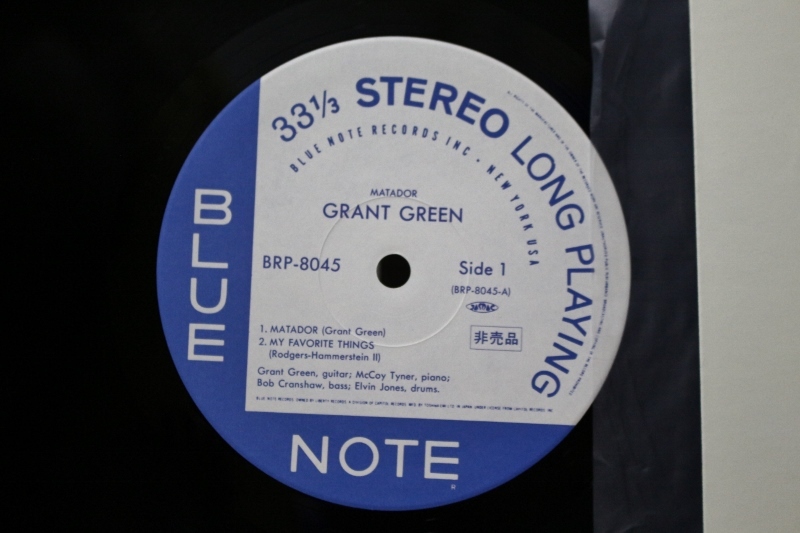 33⅓ STEREO LONG PLAYING
BLUE NOTE RECORDS INC · NEW YORK USA
MATADOR
GRANT GREEN
BRP-8045
Side 1
(BRP-8045-A)
非売品
1. MATADOR (Grant Green)
2. MY FAVORITE THINGS
(Rodgers-Hammerstein II)
Grant Green, guitar; McCoy Tyner, piano;
Bob Cranshaw, bass; Elvin Jones, drums.
BLUE
NOTE
®